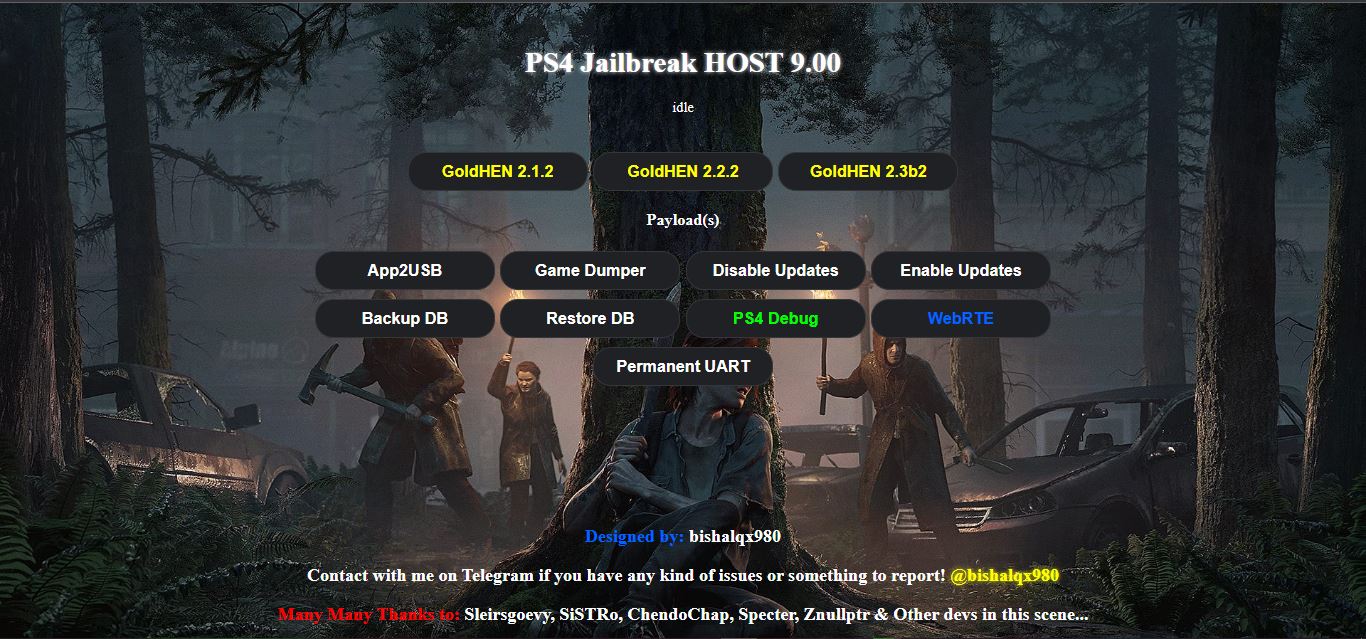 PS4 Jailbreak HOST 9.00
idle
GoldHEN 2.1.2 GoldHEN 2.2.2 GoldHEN 2.3b2
Payload(s)
App2USB Game Dumper Disable Updates Enable Updates
Backup DB Restore DB PS4 Debug WebRTE
Permanent UART
Designed by: bishalqx980
Contact with me on Telegram if you have any kind of issues or something to report! @bishalqx980
Many Many Thanks to: Sleirsgoevy, SiSTRo, ChendoChap, Specter, Znullptr & Other devs in this scene...